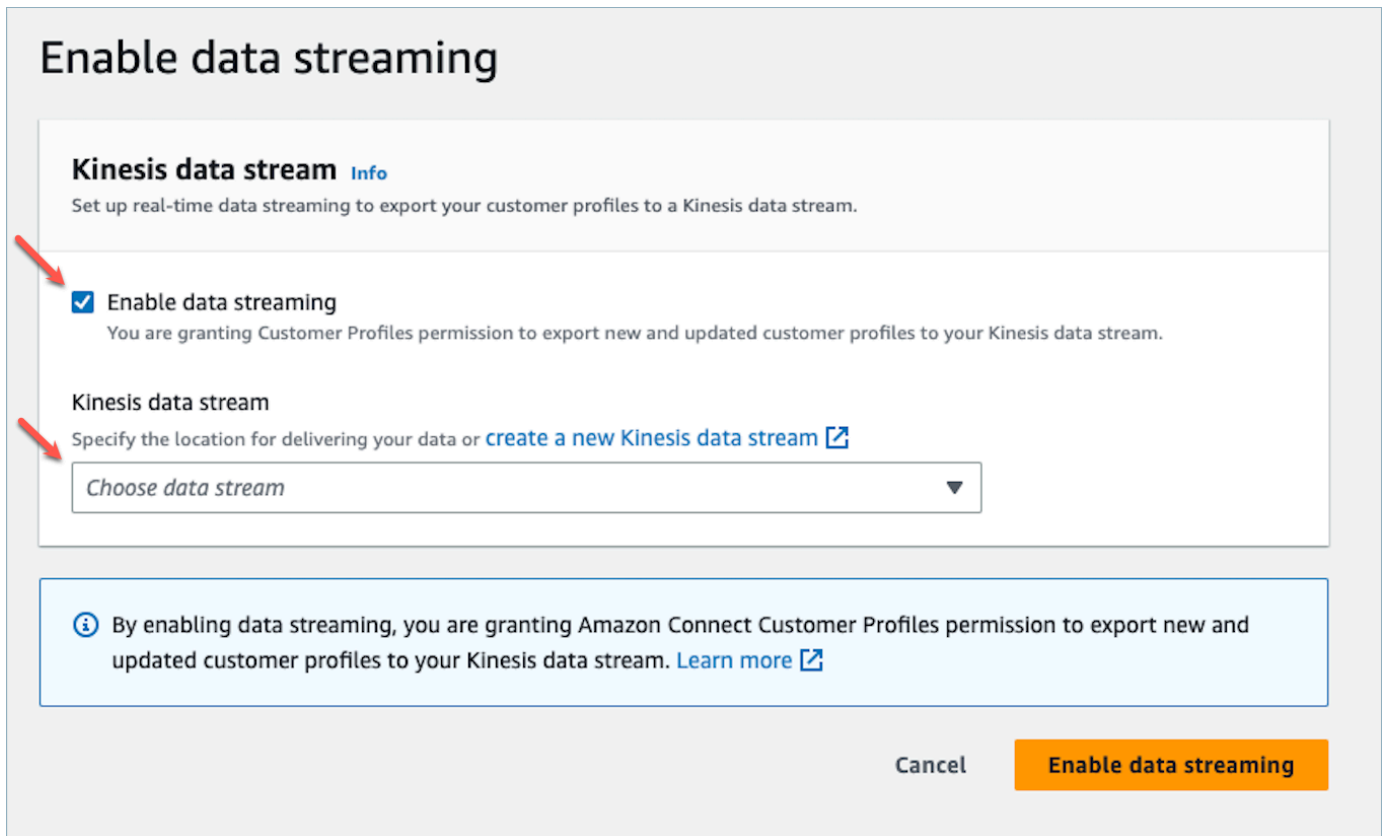 Enable data streaming
Kinesis data stream Info
Set up real-time data streaming to export your customer profiles to a Kinesis data stream.
Enable data streaming
You are granting Customer Profiles permission to export new and updated customer profiles to your Kinesis data stream.
Kinesis data stream
Specify the location for delivering your data or create a new Kinesis data stream
Choose data stream
By enabling data streaming, you are granting Amazon Connect Customer Profiles permission to export new and
updated customer profiles to your Kinesis data stream. Learn more
Cancel Enable data streaming